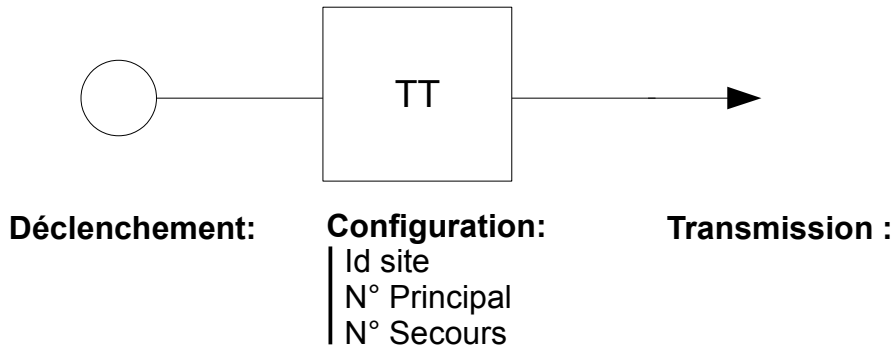 TT
Déclenchement:
Configuration:
Transmission :
Id site
N° Principal
N° Secours